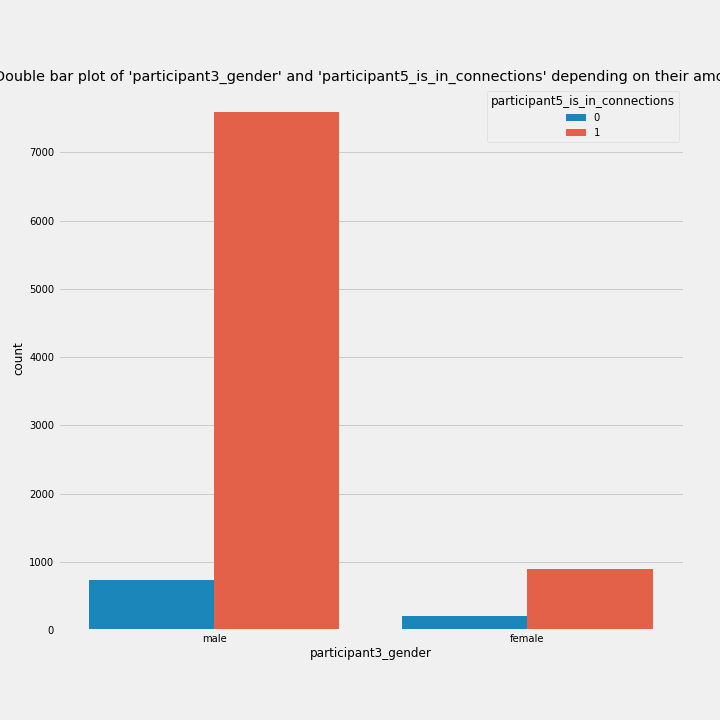 Double bar plot of 'participant3_gender' and 'participant5_is_in_connections' depending on their amo
participant5_is_in_connections
0
1
7000
6000
5000
4000
3000
2000
1000
0
count
male
female
participant3_gender